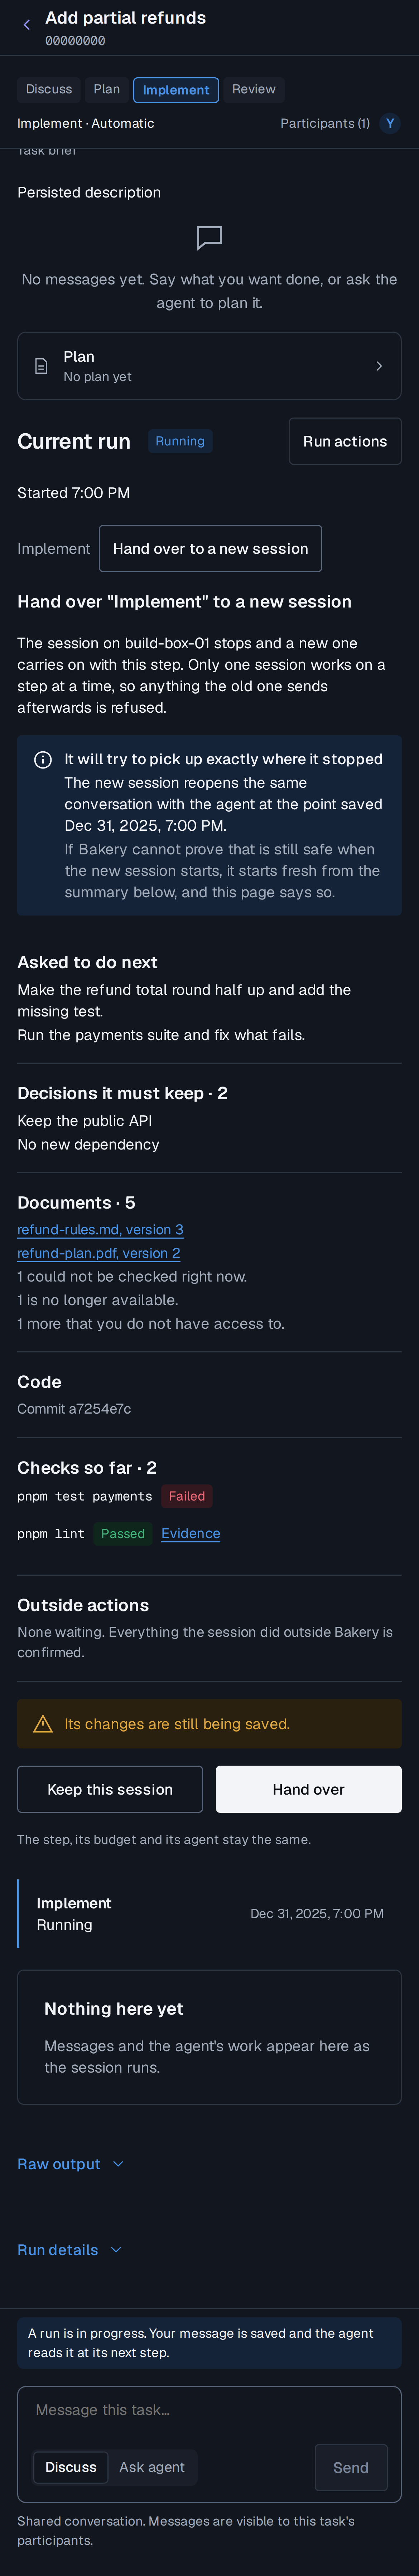 Add partial refunds
00000000
Discuss
Plan
Implement
Review
Implement · Automatic
Participants (1)
Y
Task brief
Persisted description
No messages yet. Say what you want done, or ask the
agent to plan it.
Plan
No plan yet
Current run
Running
Run actions
Started 7:00 PM
Implement
Hand over to a new session
Hand over "Implement" to a new session
The session on build-box-01 stops and a new one
carries on with this step. Only one session works on a
step at a time, so anything the old one sends
afterwards is refused.
It will try to pick up exactly where it stopped
The new session reopens the same
conversation with the agent at the point saved
Dec 31, 2025, 7:00 PM.
If Bakery cannot prove that is still safe when
the new session starts, it starts fresh from the
summary below, and this page says so.
Asked to do next
Make the refund total round half up and add the
missing test.
Run the payments suite and fix what fails.
Decisions it must keep · 2
Keep the public API
No new dependency
Documents · 5
refund-rules.md, version 3
refund-plan.pdf, version 2
1 could not be checked right now.
1 is no longer available.
1 more that you do not have access to.
Code
Commit a7254e7c
Checks so far · 2
pnpm test payments Failed
pnpm lint Passed Evidence
Outside actions
None waiting. Everything the session did outside Bakery is
confirmed.
Its changes are still being saved.
Keep this session
Hand over
The step, its budget and its agent stay the same.
Implement
Running
Dec 31, 2025, 7:00 PM
Nothing here yet
Messages and the agent's work appear here as
the session runs.
Raw output
Run details
A run is in progress. Your message is saved and the agent
reads it at its next step.
Message this task…
Discuss
Ask agent
Send
Shared conversation. Messages are visible to this task's
participants.